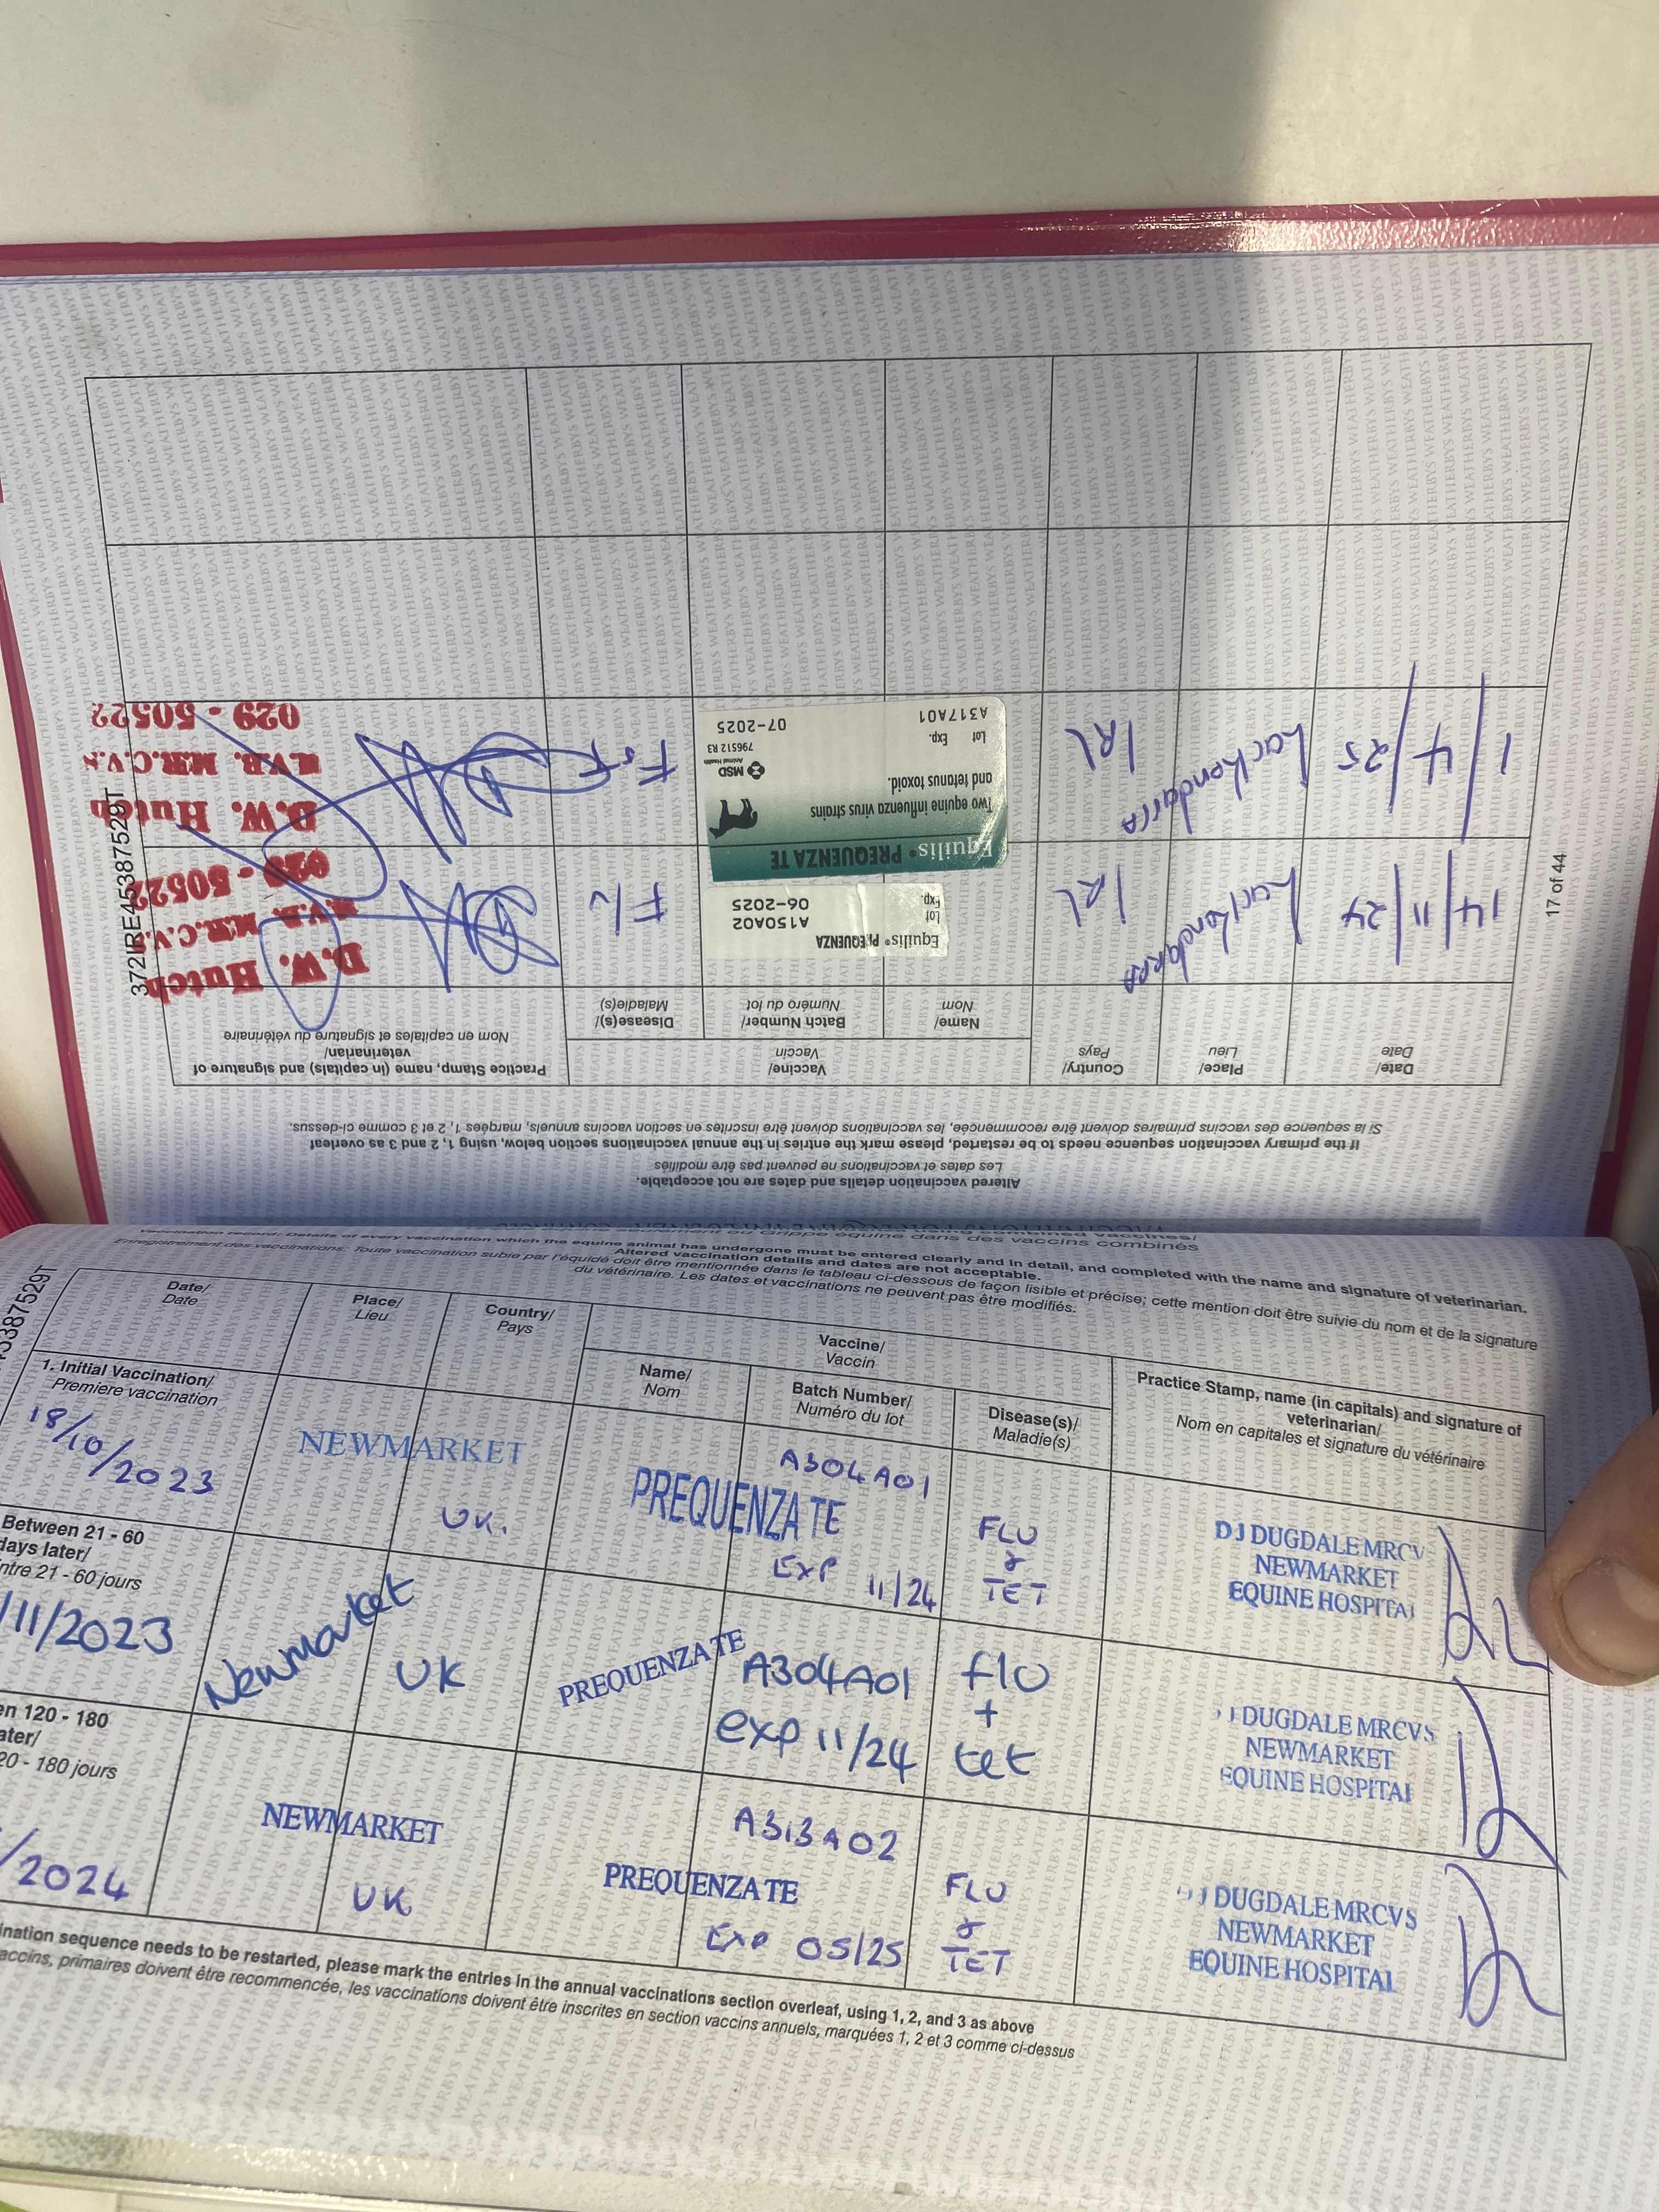 Altered vaccination details and dates are not acceptable.
Les dates et vaccinations ne peuvent pas être modifiés
If the primary vaccination sequence needs to be restarted, please mark the entries in the annual vaccinations section below, using 1, 2 and 3 as overleaf
Si la sequence des vaccins primaires doivent être recommencée, les vaccinations doivent être inscrites en section vaccins annuels, marqées 1, 2 et 3 comme ci-dessus.
Date/
Date
Place/
Lieu
Country/
Pays
Vaccine/
Vaccin
Name/
Nom
Batch Number/
Numéro du lot
Disease(s)/
Maladie(s)
Practice Stamp, name (in capitals) and signature of
veterinarian/
Nom en capitales et signature du vétérinaire
14/11/24
IRL
Equilis® PREQUENZA
Lot A150A02
Exp. 06-2025
Flu
D.W. Hutch
M.V.B. M.R.C.V.S
029 - 50522
1/4/25
IRL
Equilis® PREQUENZA TE
Two equine influenza virus strains
and tetanus toxoid.
MSD
Animal Health
796512 R3
Lot Exp.
A317A01 07-2025
D.W. Hutch
M.V.B. M.R.C.V.S
029 - 50522
372IRE45387529T
17 of 44
Vaccination record: Details of every vaccination which the equine animal has undergone must be entered clearly and in detail, and completed with the name and signature of veterinarian.
Altered vaccination details and dates are not acceptable.
Enregistrement des vaccinations: Toute vaccination subie par l'équidé doit être mentionnée dans le tableau ci-dessous de façon lisible et précise; cette mention doit être suivie du nom et de la signature
du vétérinaire. Les dates et vaccinations ne peuvent pas être modifiés.
5387529T
Date/
Date
Place/
Lieu
Country/
Pays
Vaccine/
Vaccin
Name/
Nom
Batch Number/
Numéro du lot
Disease(s)/
Maladie(s)
Practice Stamp, name (in capitals) and signature of
veterinarian/
Nom en capitales et signature du vétérinaire
1. Initial Vaccination/
Premiere vaccination
18/10/2023
NEWMARKET
UK.
PREQUENZA TE
A304A01
EXP 11/24
FLU
&
TET
D J DUGDALE MRCV
NEWMARKET
EQUINE HOSPITAL
Between 21 - 60
days later/
ntre 21 - 60 jours
/11/2023
Newmarket
UK
PREQUENZA TE
A304A01
exp 11/24
flu
+
tet
J DUGDALE MRCVS
NEWMARKET
EQUINE HOSPITAL
en 120 - 180
ater/
20 - 180 jours
/2024
NEWMARKET
UK
PREQUENZA TE
A313A02
EXP 05/25
FLU
&
TET
J DUGDALE MRCVS
NEWMARKET
EQUINE HOSPITAL
ination sequence needs to be restarted, please mark the entries in the annual vaccinations section overleaf, using 1, 2, and 3 as above
accins, primaires doivent être recommencée, les vaccinations doivent être inscrites en section vaccins annuels, marquées 1, 2 et 3 comme ci-dessus